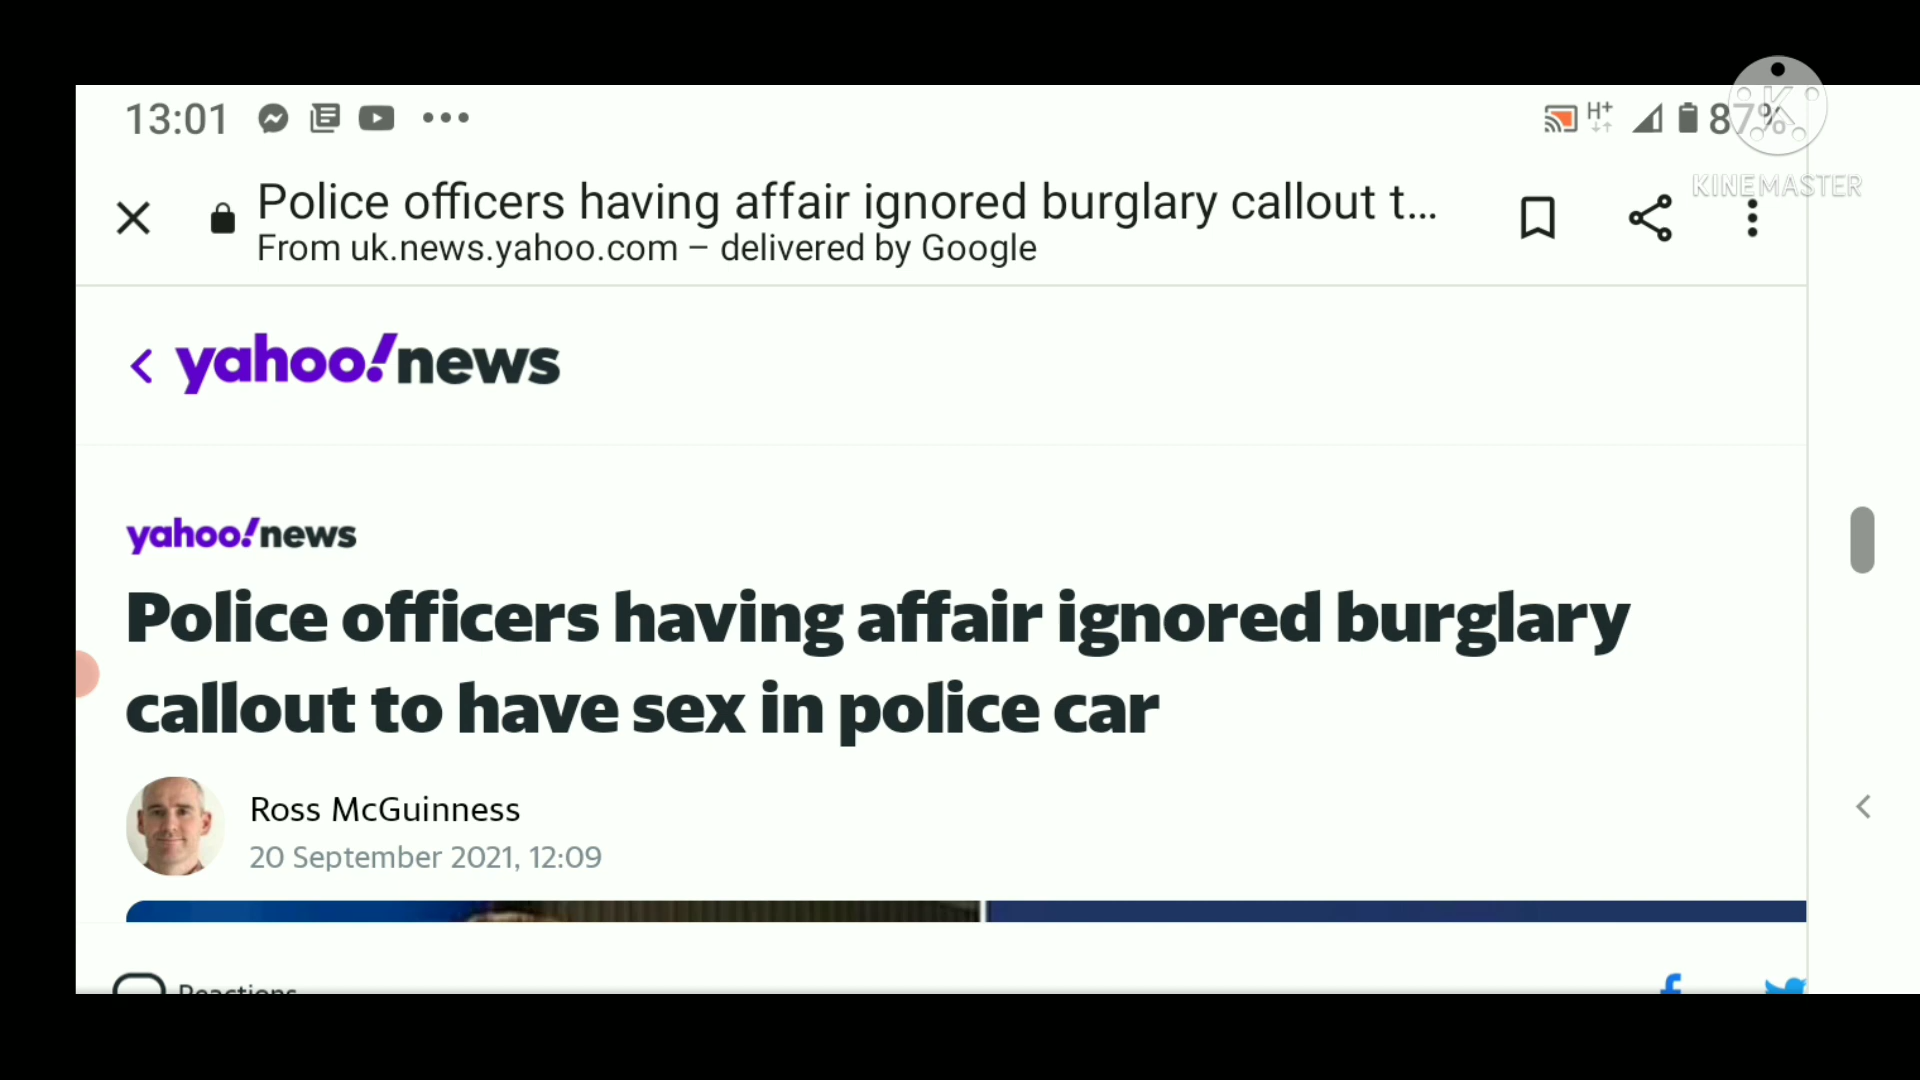 13:01
87%
KINEMASTER
Police officers having affair ignored burglary callout t...
From uk.news.yahoo.com – delivered by Google
yahoo!news
yahoo!news
Police officers having affair ignored burglary
callout to have sex in police car
Ross McGuinness
20 September 2021, 12:09
Reactions